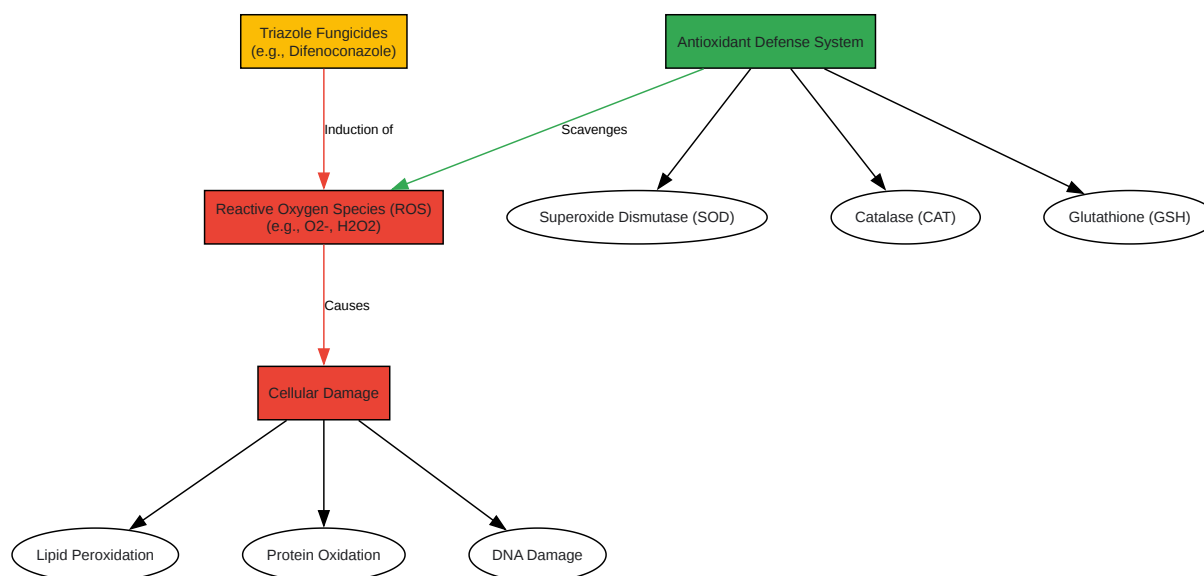 Triazole Fungicides
(e.g., Difenoconazole)
Antioxidant Defense System
Induction of
Scavenges
Reactive Oxygen Species (ROS)
(e.g., O2-, H2O2)
Superoxide Dismutase (SOD)
Catalase (CAT)
Glutathione (GSH)
Causes
Cellular Damage
Lipid Peroxidation
Protein Oxidation
DNA Damage